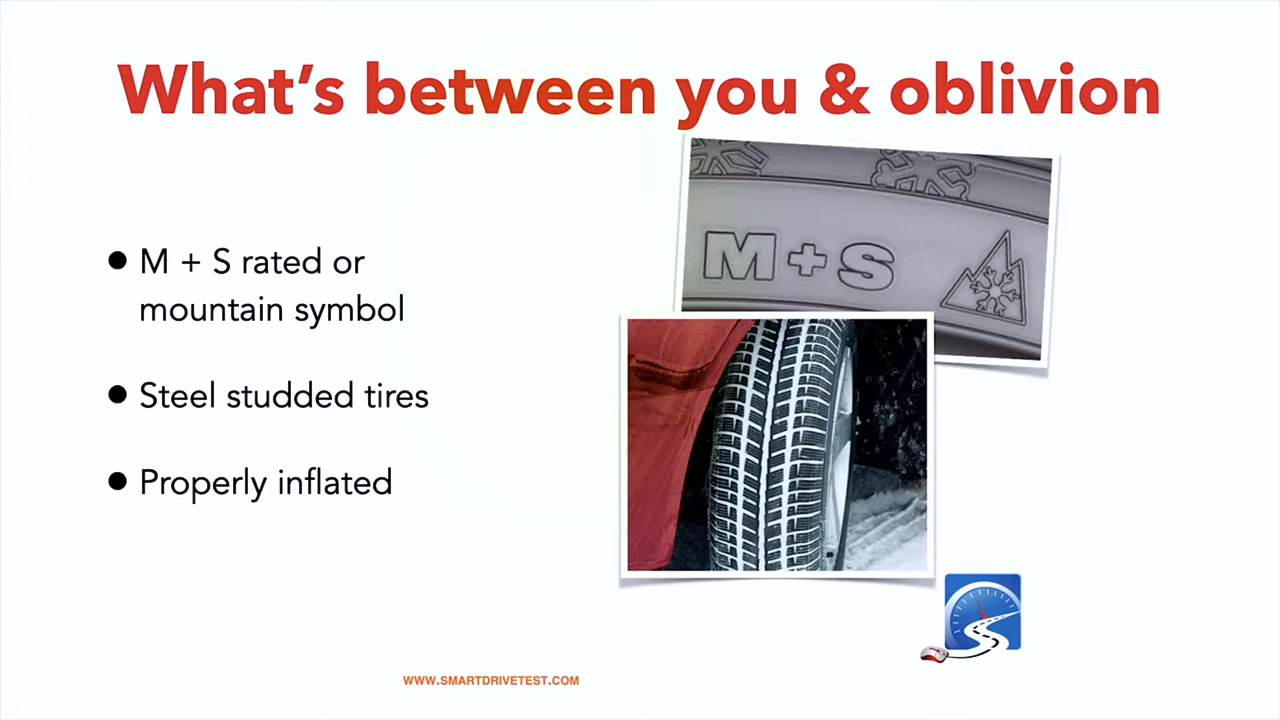 What's between you & oblivion
M + S rated or
mountain symbol
Steel studded tires
Properly inflated
M+S
WWW.SMARTDRIVETEST.COM